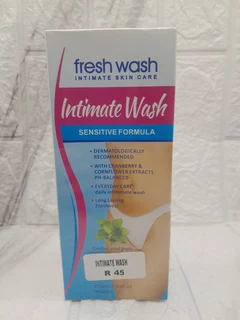 fresh wash
INTIMATE SKIN CARE
Intimate Wash
SENSITIVE FORMULA
• DERMATOLOGICALLY
RECOMMENDED
• WITH CRANBERRY &
CORNFLOWER EXTRACTS
PH-BALANCED
• EVERYDAY CARE
daily intimate wash
• Long Lasting
Freshness
INTIMATE WASH
R 45